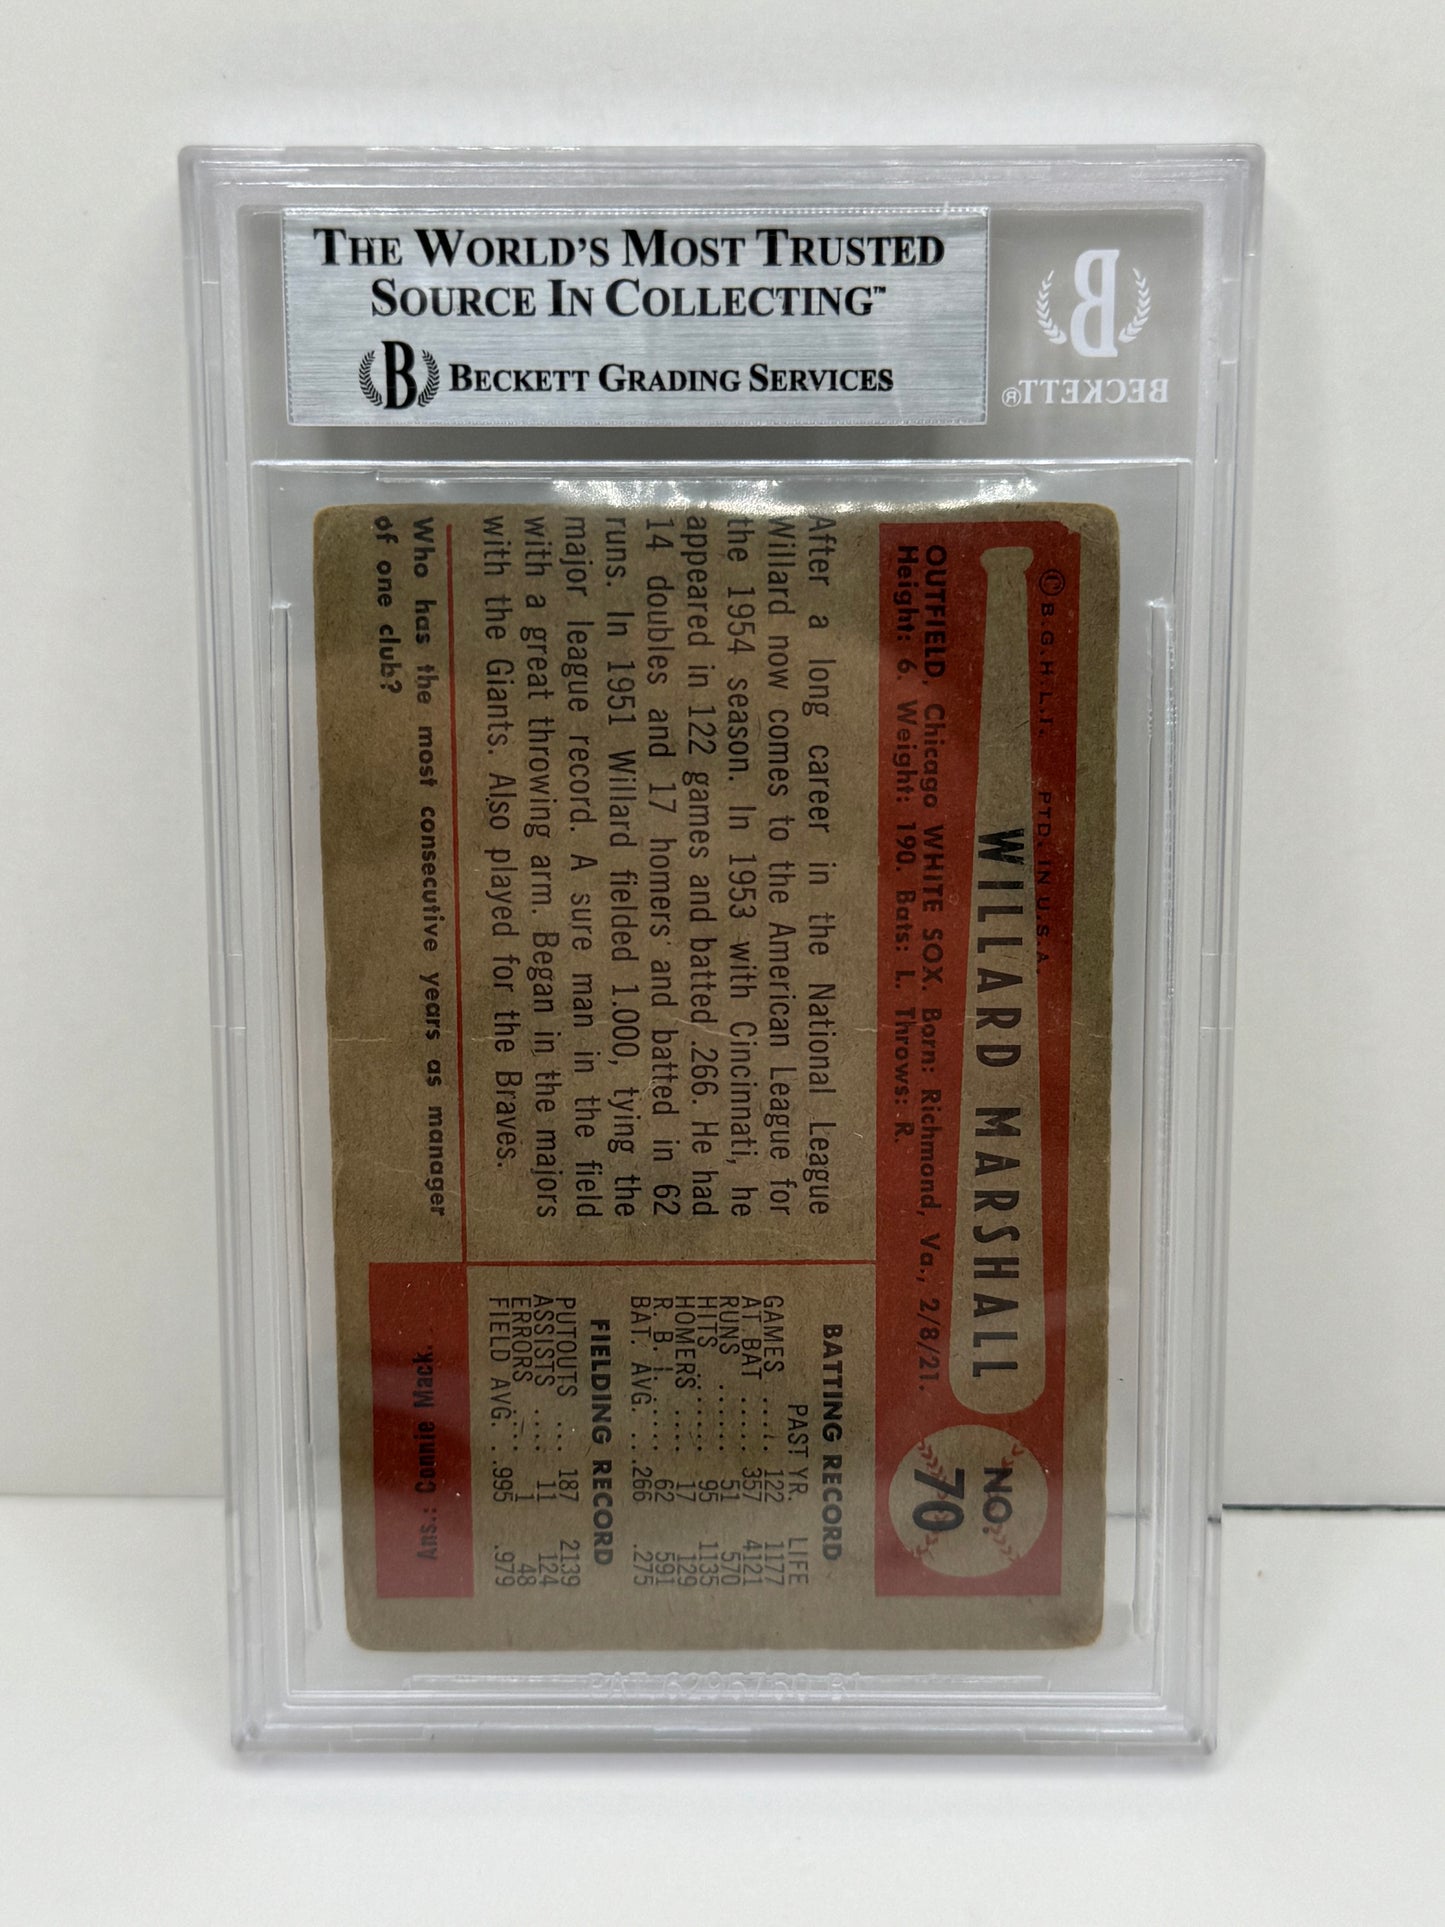 THE WORLD'S MOST TRUSTED
SOURCE IN COLLECTING™
B BECKETT GRADING SERVICES
B
BECKETT®
© B.G.H.L.I. PTD. IN U.S.A.
WILLARD MARSHALL
NO.
70
OUTFIELD, Chicago WHITE SOX. Born: Richmond, Va., 2/8/21.
Height: 6. Weight: 190. Bats: L. Throws: R.
After a long career in the National League
Willard now comes to the American League for
the 1954 season. In 1953 with Cincinnati, he
appeared in 122 games and batted .266. He had
14 doubles and 17 homers and batted in 62
runs. In 1951 Willard fielded 1.000, tying the
major league record. A sure man in the field
with a great throwing arm. Began in the majors
with the Giants. Also played for the Braves.
BATTING RECORD
PAST YR. LIFE
GAMES .... 122 1177
AT BAT ..... 357 4121
RUNS ...... 51 570
HITS ...... 95 1135
HOMERS .... 17 129
R. B. I. .... 62 591
BAT. AVG. .. .266 .275
FIELDING RECORD
PUTOUTS ... 187 2139
ASSISTS .... 11 124
ERRORS .... 1 48
FIELD AVG. .. .995 .979
Who has the most consecutive years as manager
of one club?
Ans.: Connie Mack.
PAT 6295750 B1